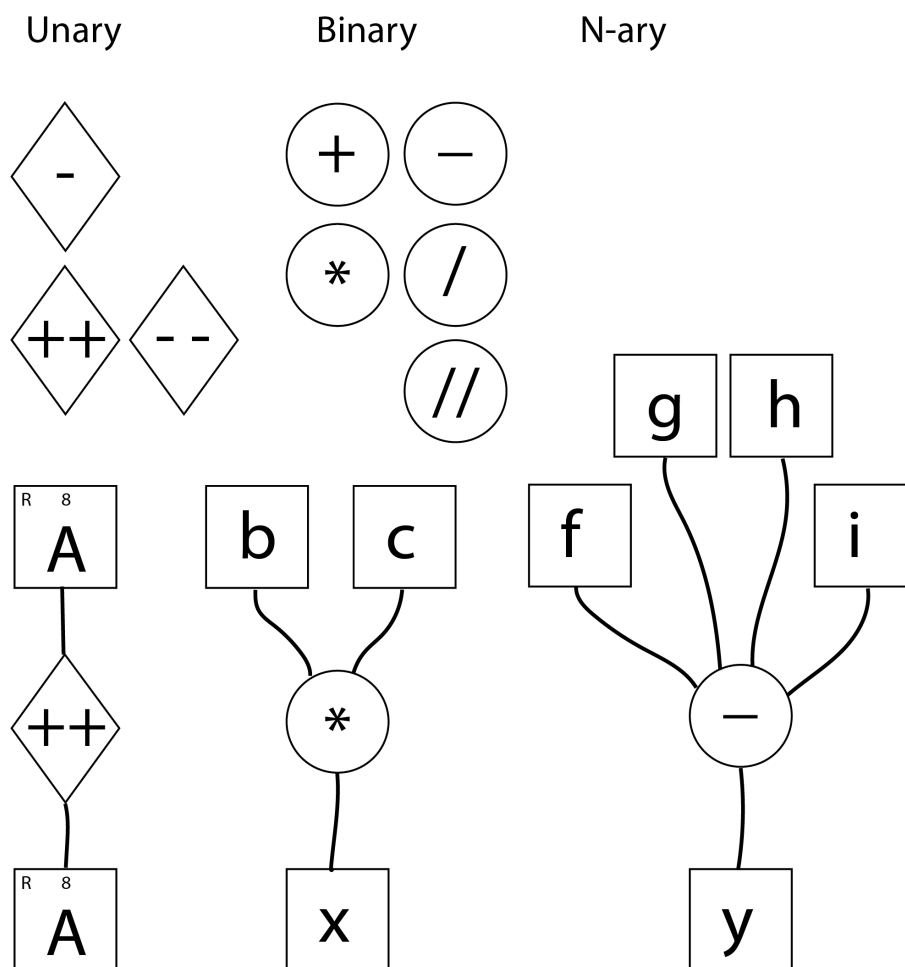 Unary Binary N-ary
-
+ –
++ - -
* /
//
g h
R 8
A
b c
f i
++
*
–
R 8
A
x
y